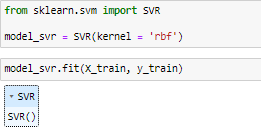 from sklearn.svm import SVR
model_svr = SVR(kernel = 'rbf')
model_svr.fit(X_train, y_train)
▾ SVR
SVR()